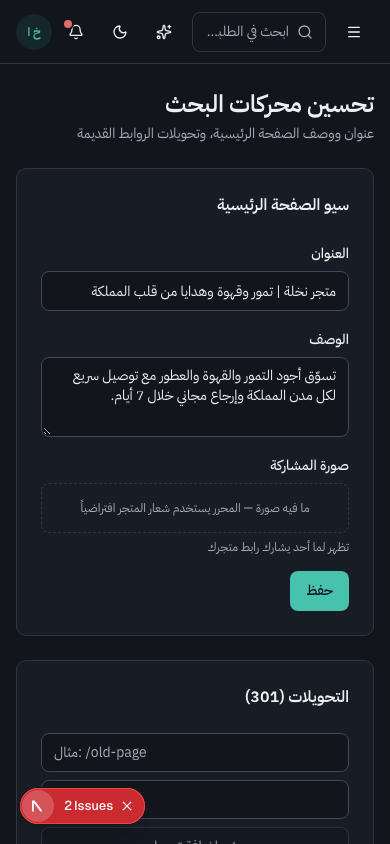 ابحث في الطلبـ...
خ ا
تحسين محركات البحث
عنوان ووصف الصفحة الرئيسية، وتحويلات الروابط القديمة
سيو الصفحة الرئيسية
العنوان
متجر نخلة | تمور وقهوة وهدايا من قلب المملكة
الوصف
تسوّق أجود التمور والقهوة والعطور مع توصيل سريع
لكل مدن المملكة وإرجاع مجاني خلال 7 أيام.
صورة المشاركة
ما فيه صورة — المحرر يستخدم شعار المتجر افتراضياً
تظهر لما أحد يشارك رابط متجرك
حفظ
التحويلات (301)
مثال: /old-page
2 Issues